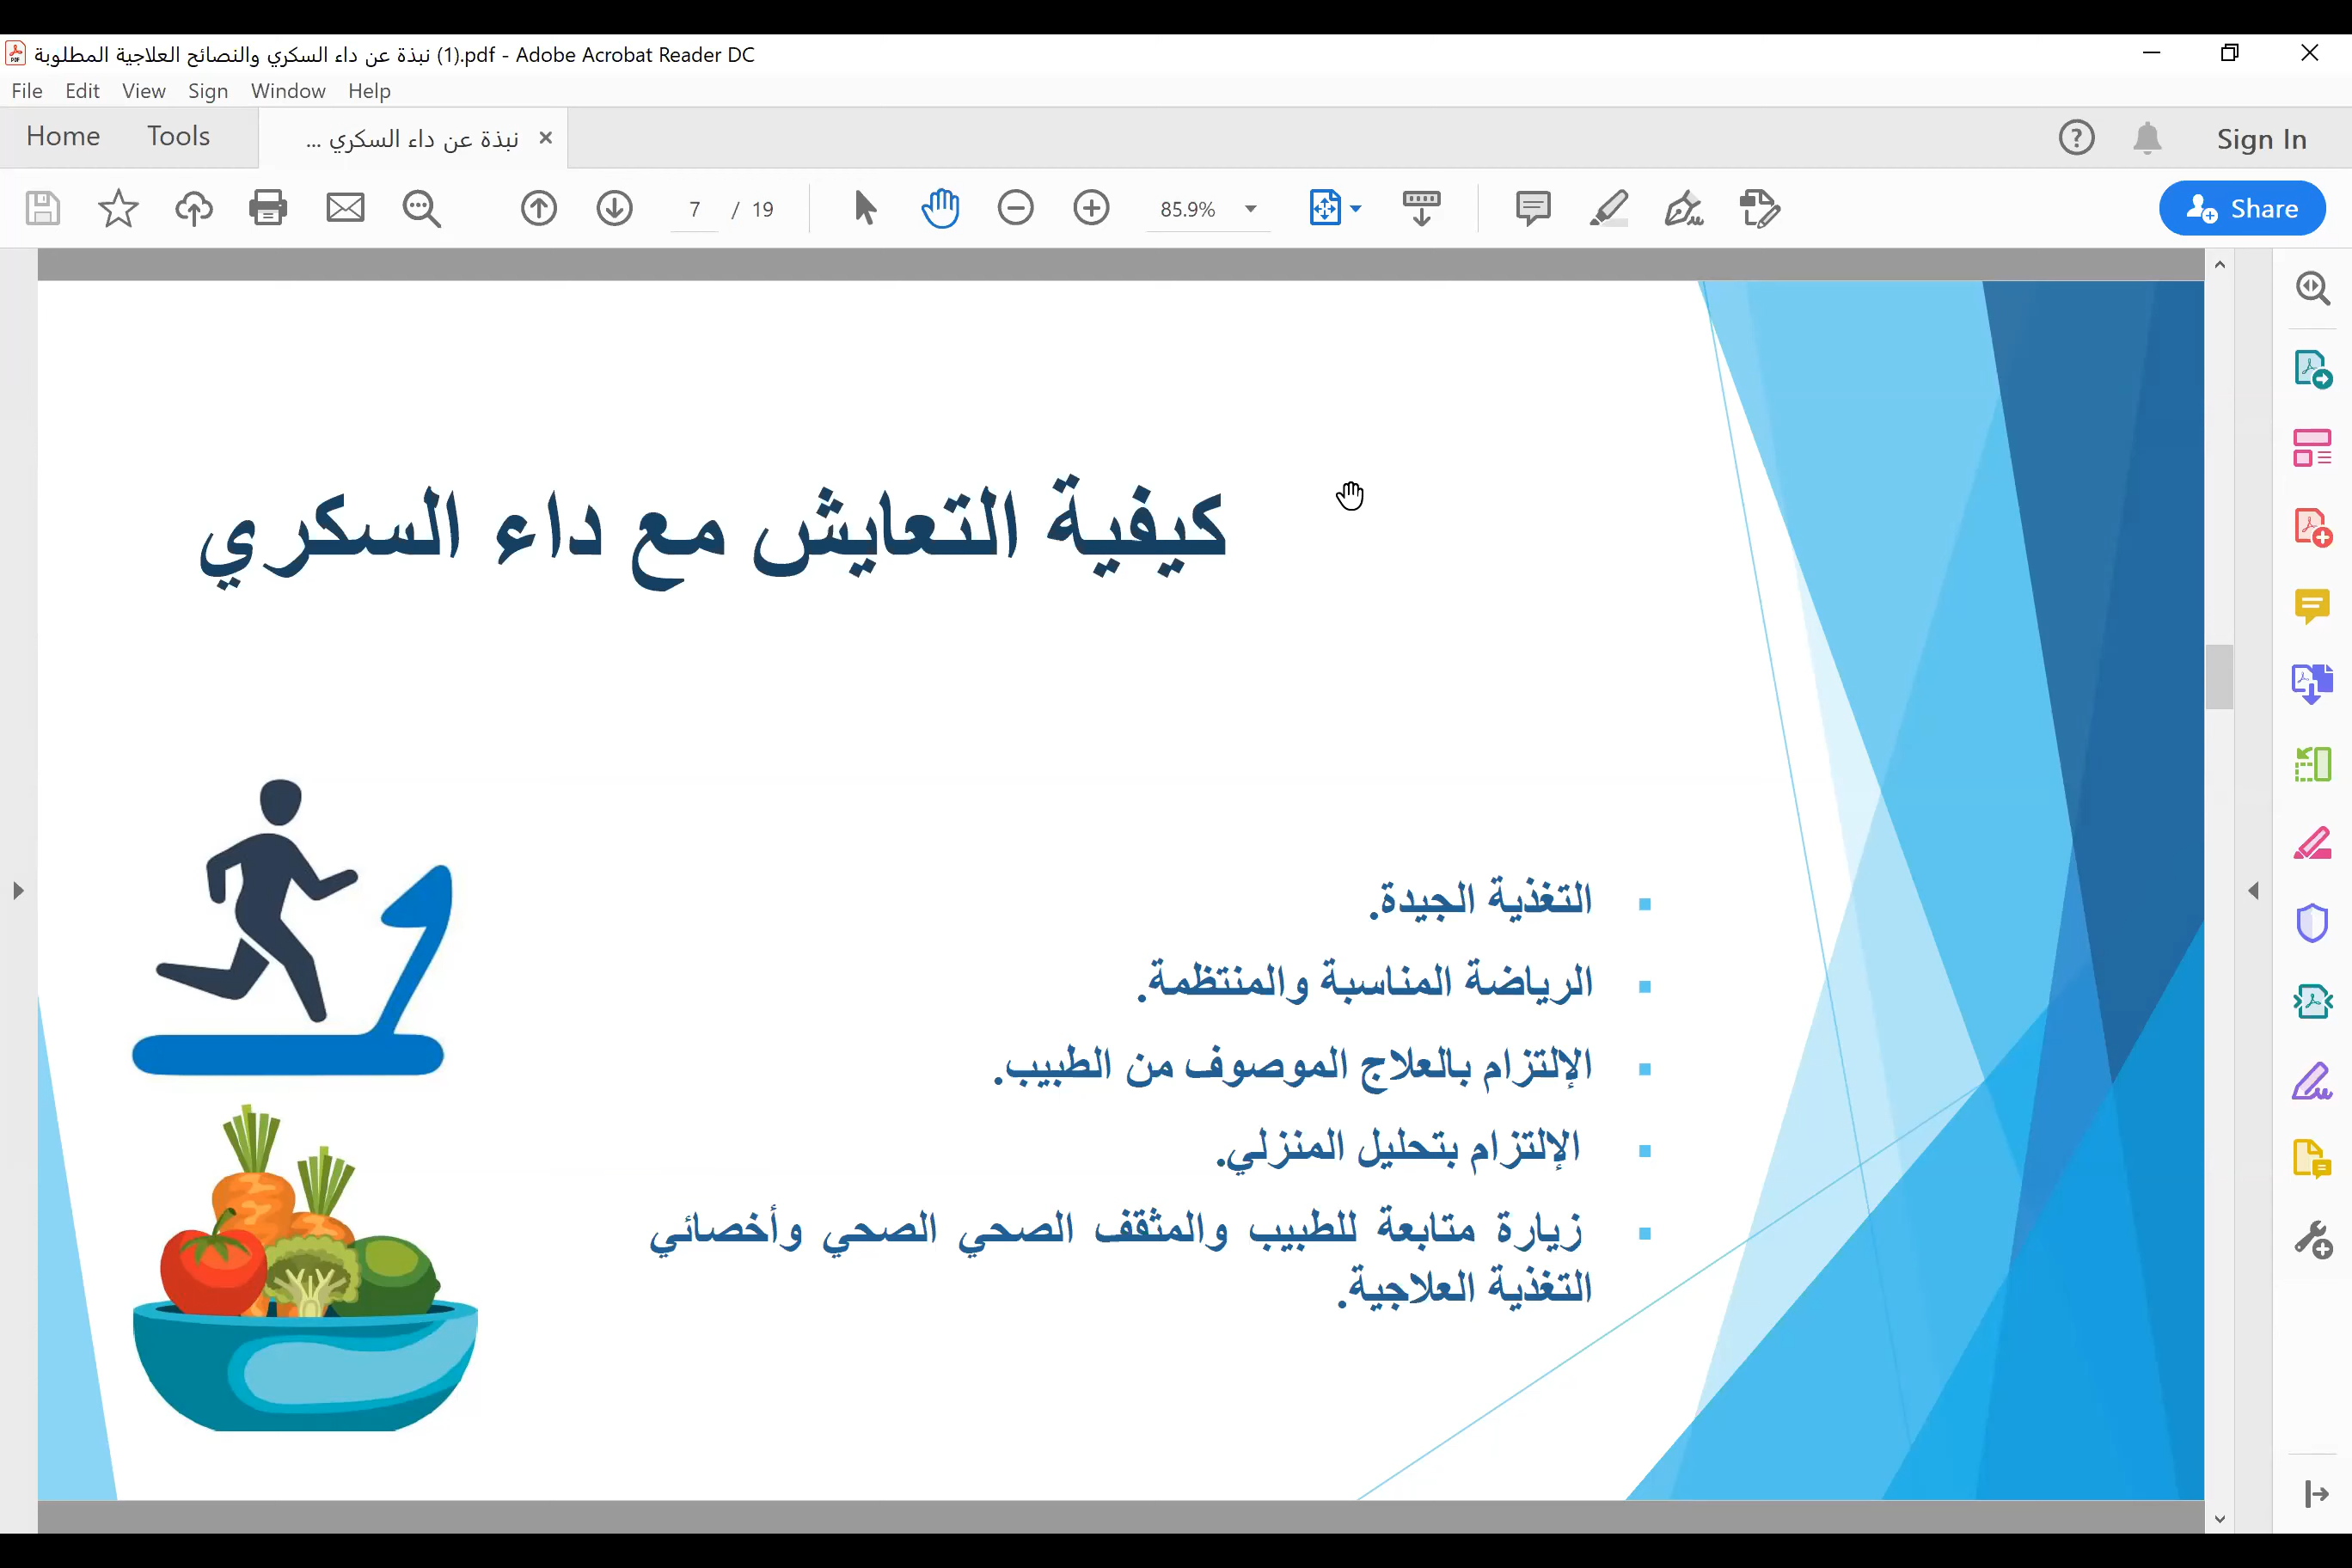 نبذة عن داء السكري والنصائح العلاجية المطلوبة (1).pdf - Adobe Acrobat Reader DC
File Edit View Sign Window Help
Home Tools نبذة عن داء السكري ... Sign In
7 / 19 85.9% Share
كيفية التعايش مع داء السكري
التغذية الجيدة.
الرياضة المناسبة والمنتظمة.
الإلتزام بالعلاج الموصوف من الطبيب.
الإلتزام بتحليل المنزلي.
زيارة متابعة للطبيب والمثقف الصحي الصحي وأخصائي
التغذية العلاجية.